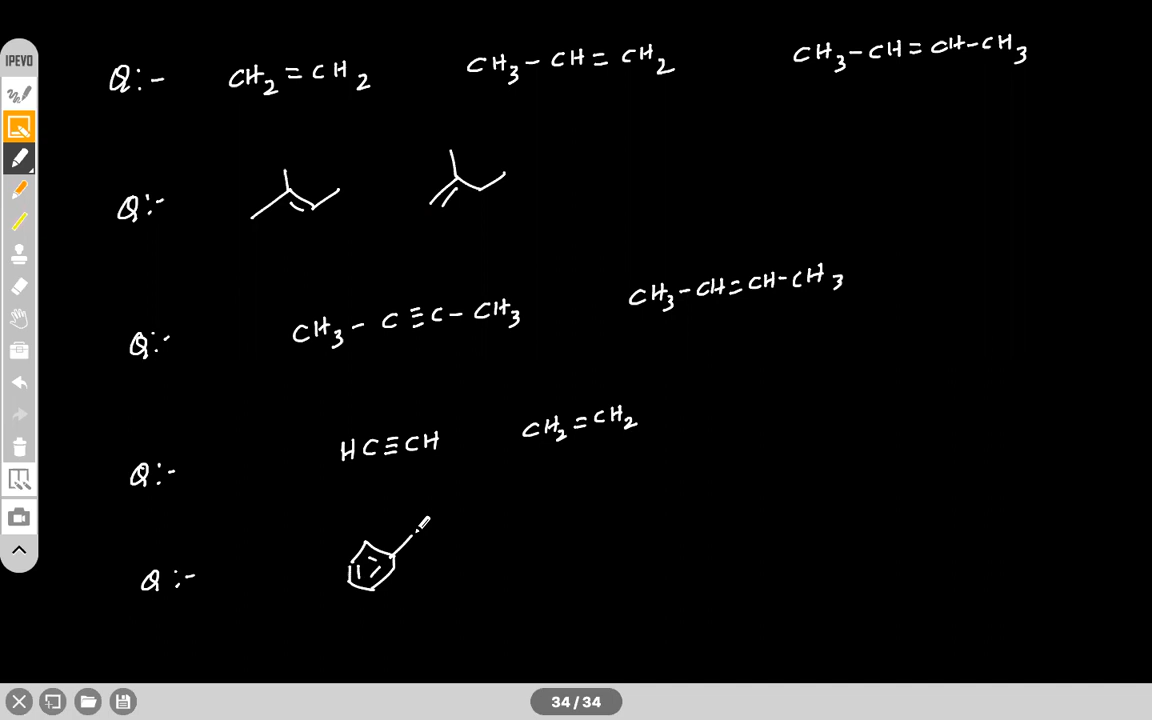 IPEVO
Q:- CH2=CH2 CH3-CH=CH2 CH3-CH=CH-CH3
Q:-
Q:- CH3-C≡C-CH3 CH3-CH=CH-CH3
Q:- HC≡CH CH2=CH2
Q:-
34/34